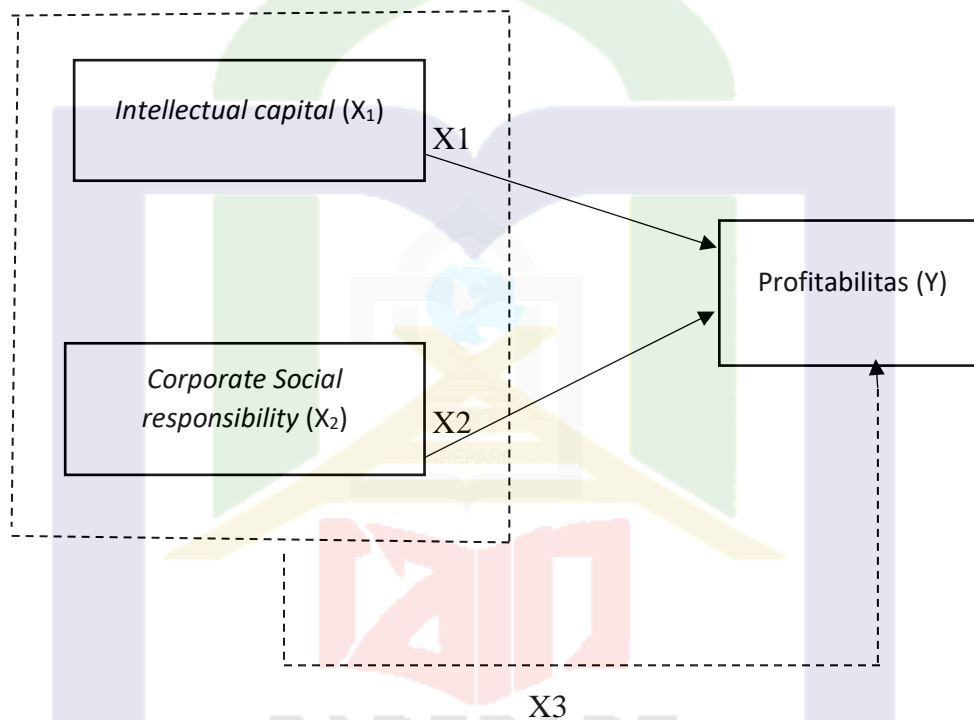 Intellectual capital (X₁)
X1
Profitabilitas (Y)
Corporate Social
responsibility (X₂)
X2
X3